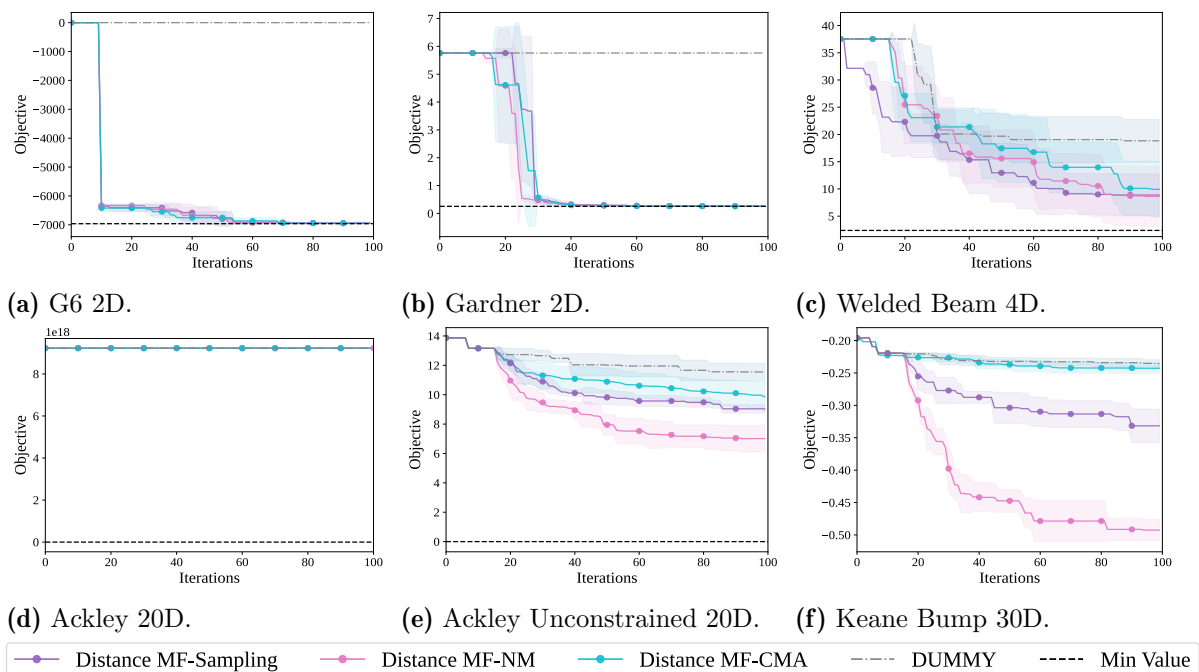 0
−1000
−2000
−3000
−4000
−5000
−6000
−7000
Objective
0 20 40 60 80 100
Iterations
(a) G6 2D.
7
6
5
4
3
2
1
0
Objective
0 20 40 60 80 100
Iterations
(b) Gardner 2D.
40
35
30
25
20
15
10
5
Objective
0 20 40 60 80 100
Iterations
(c) Welded Beam 4D.
1e18
8
6
4
2
0
Objective
0 20 40 60 80 100
Iterations
(d) Ackley 20D.
14
12
10
8
6
4
2
0
Objective
0 20 40 60 80 100
Iterations
(e) Ackley Unconstrained 20D.
−0.20
−0.25
−0.30
−0.35
−0.40
−0.45
−0.50
Objective
0 20 40 60 80 100
Iterations
(f) Keane Bump 30D.
Distance MF-Sampling Distance MF-NM Distance MF-CMA DUMMY Min Value